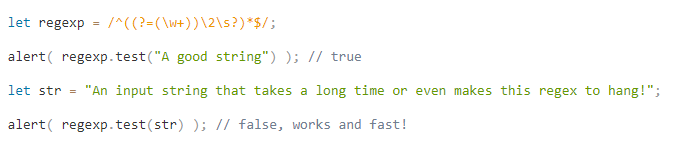 let regexp = /^((?=(\w+))\2\s?)*$/;
alert( regexp.test("A good string") ); // true
let str = "An input string that takes a long time or even makes this regex to hang!";
alert( regexp.test(str) ); // false, works and fast!